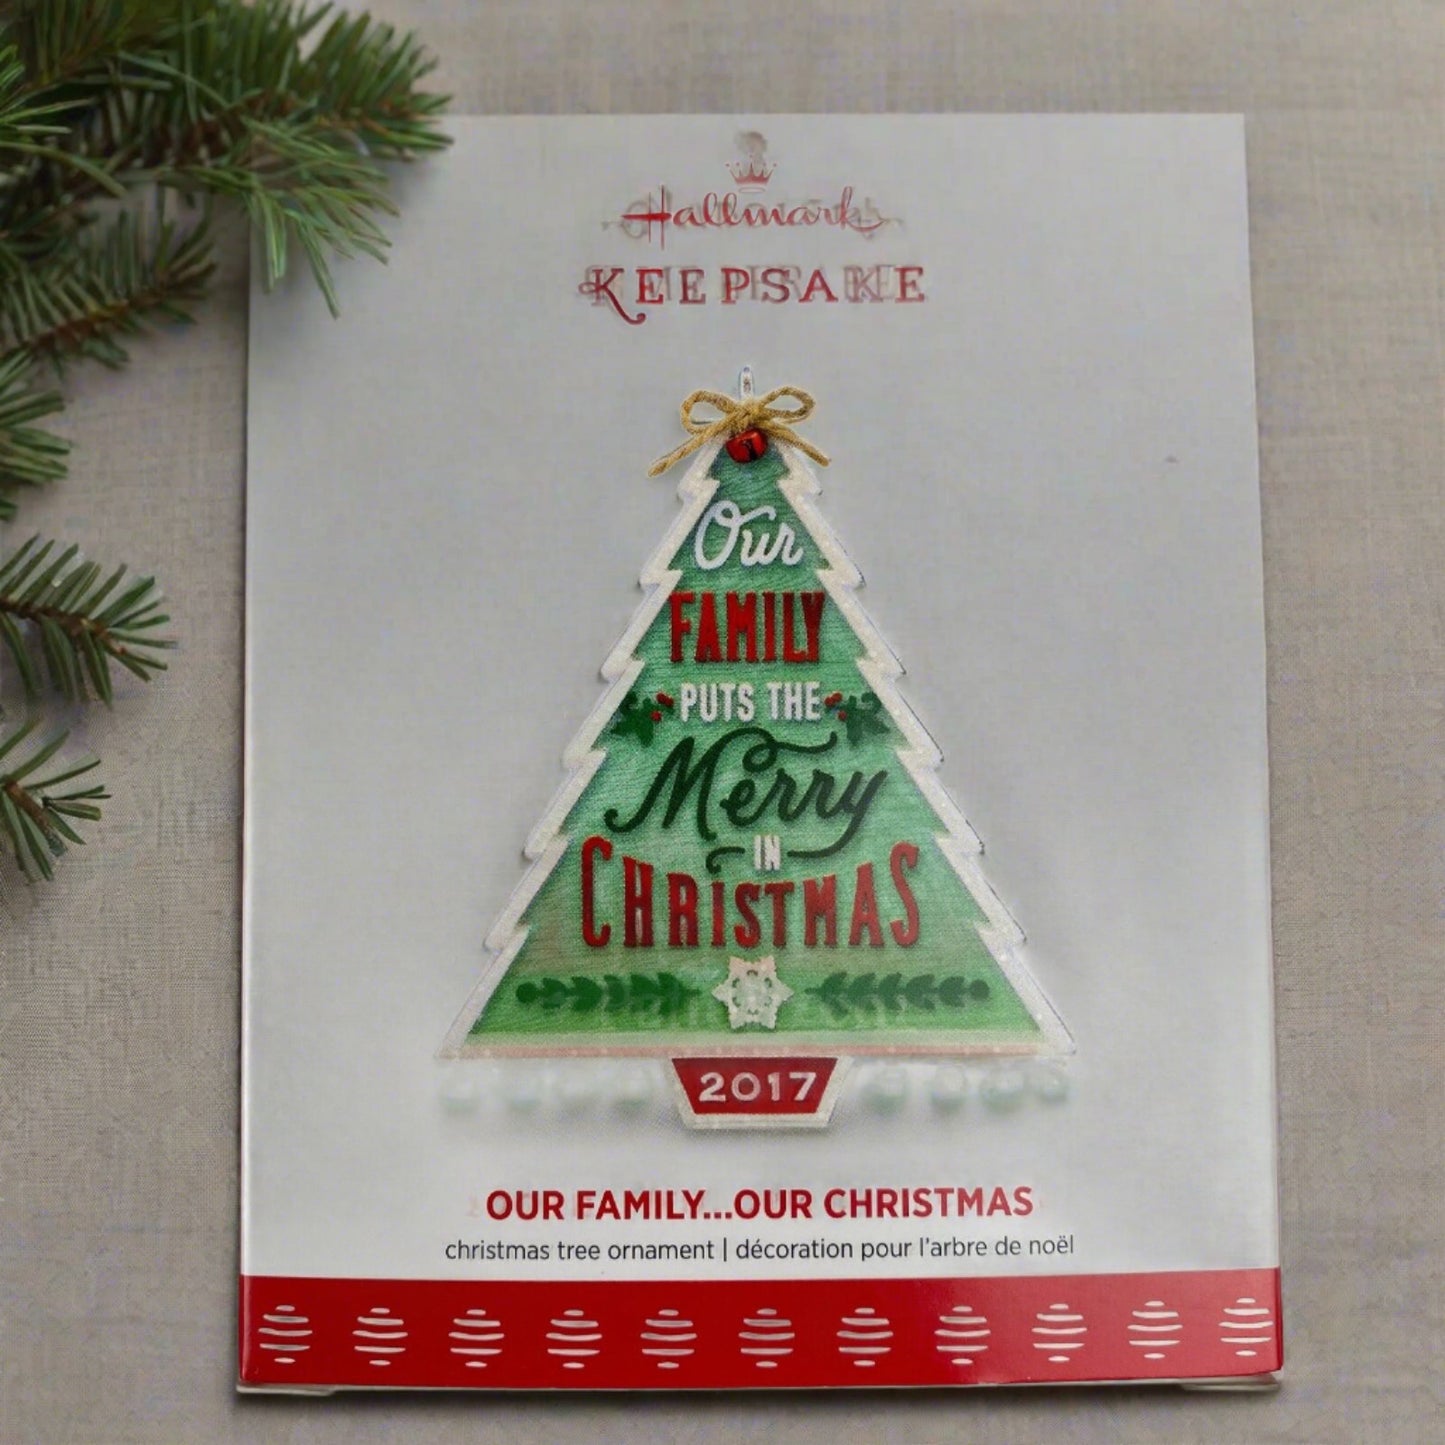 Hallmark
KEEPSAKE
Our
FAMILY
PUTS THE
Merry
IN
CHRISTMAS
2017
OUR FAMILY...OUR CHRISTMAS
christmas tree ornament | décoration pour l'arbre de noël